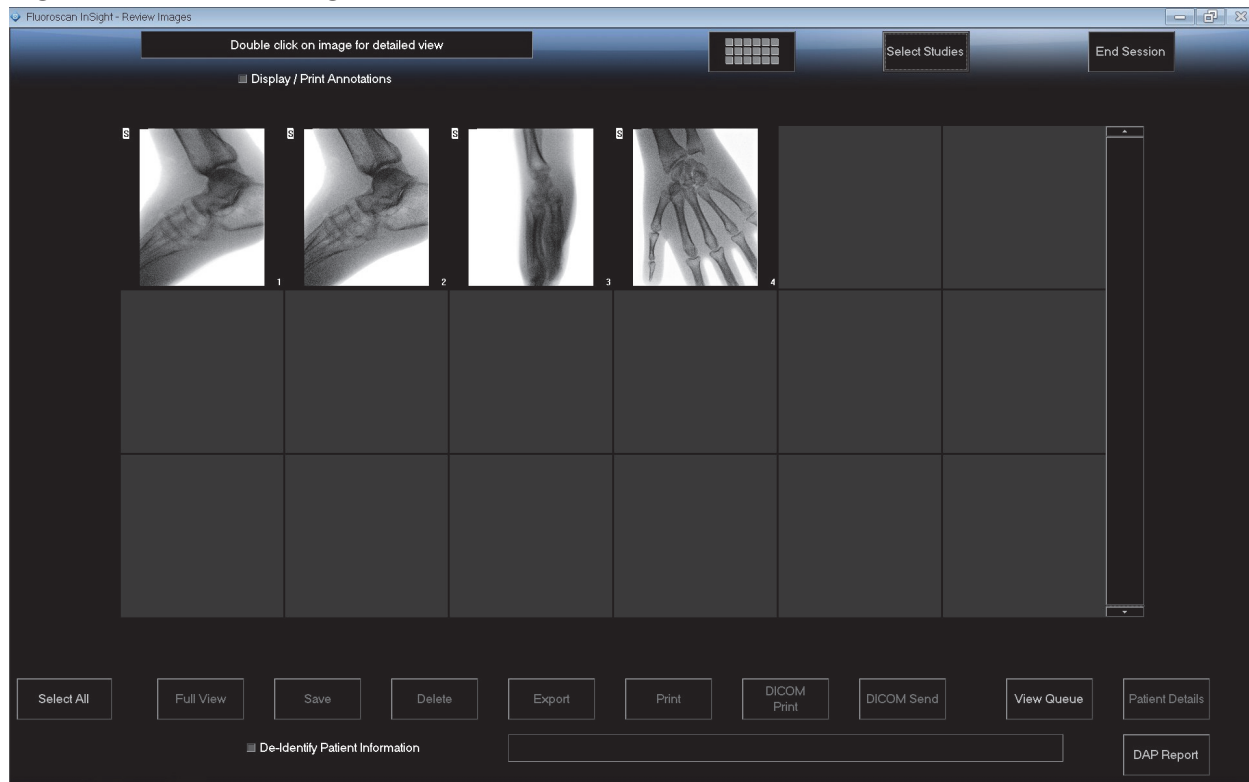 Fluoroscan InSight - Review Images
Double click on image for detailed view
Select Studies
End Session
Display / Print Annotations
S
S
S
S
1
2
3
4
Select All
Full View
Save
Delete
Export
Print
DICOM
Print
DICOM Send
View Queue
Patient Details
De-Identify Patient Information
DAP Report